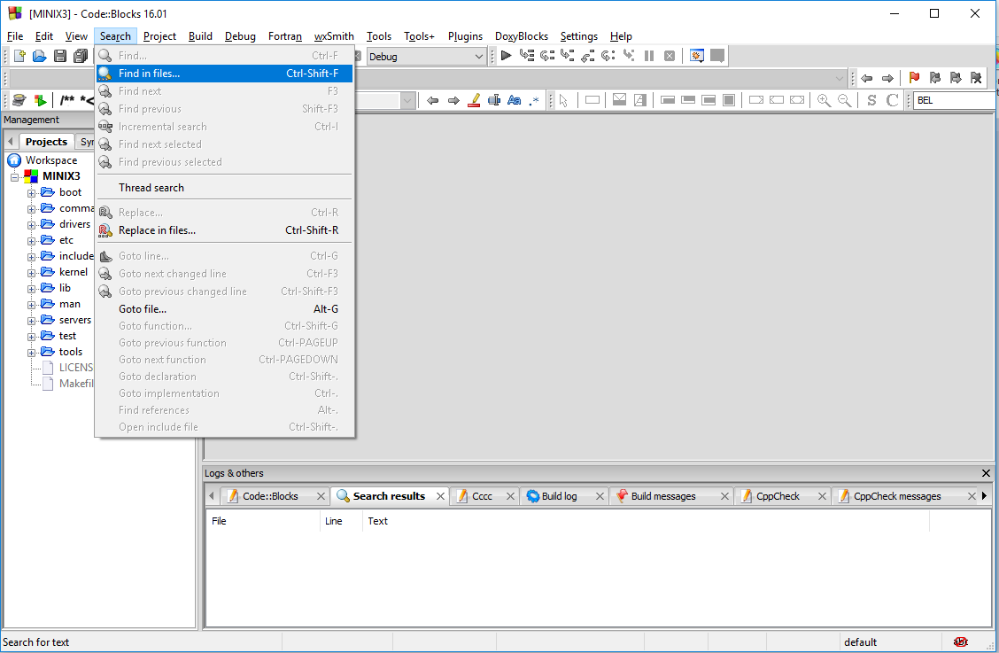 [MINIX3] - Code::Blocks 16.01
File Edit View Search Project Build Debug Fortran wxSmith Tools Tools+ Plugins DoxyBlocks Settings Help
Find... Ctrl-F
Debug
Find in files... Ctrl-Shift-F
Find next F3
/** *<
Find previous Shift-F3
BEL
Management
Incremental search Ctrl-I
Projects Syr
Find next selected
Workspace
Find previous selected
MINIX3
Thread search
boot
comma
Replace... Ctrl-R
drivers
Replace in files... Ctrl-Shift-R
etc
include
Goto line... Ctrl-G
kernel
Goto next changed line Ctrl-F3
lib
Goto previous changed line Ctrl-Shift-F3
man
Goto file... Alt-G
servers
Goto function... Ctrl-Shift-G
test
Goto previous function Ctrl-PAGEUP
tools
Goto next function Ctrl-PAGEDOWN
LICENS
Goto declaration Ctrl-Shift-.
Makefil
Goto implementation Ctrl-.
Find references Alt-.
Open include file Ctrl-Shift-.
Logs & others
Code::Blocks Search results Cccc Build log Build messages CppCheck CppCheck messages
File Line Text
Search for text
default